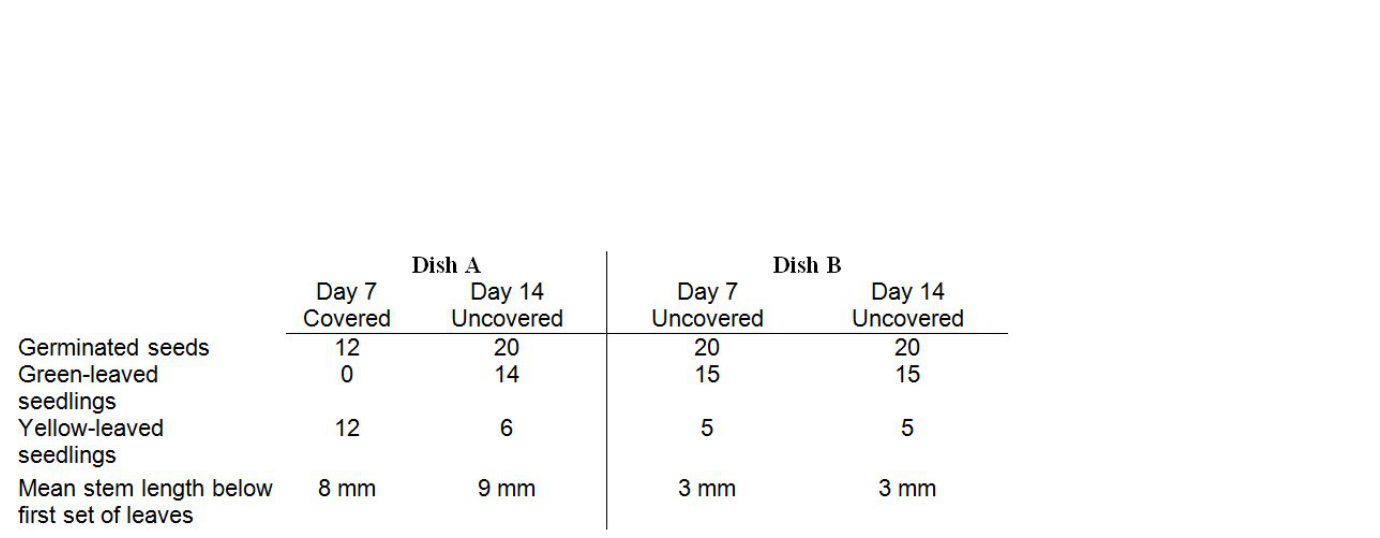 Dish A Dish B
Day 7 Day 14 Day 7 Day 14
Covered Uncovered Uncovered Uncovered
Germinated seeds 12 20 20 20
Green-leaved 0 14 15 15
seedlings
Yellow-leaved 12 6 5 5
seedlings
Mean stem length below 8 mm 9 mm 3 mm 3 mm
first set of leaves